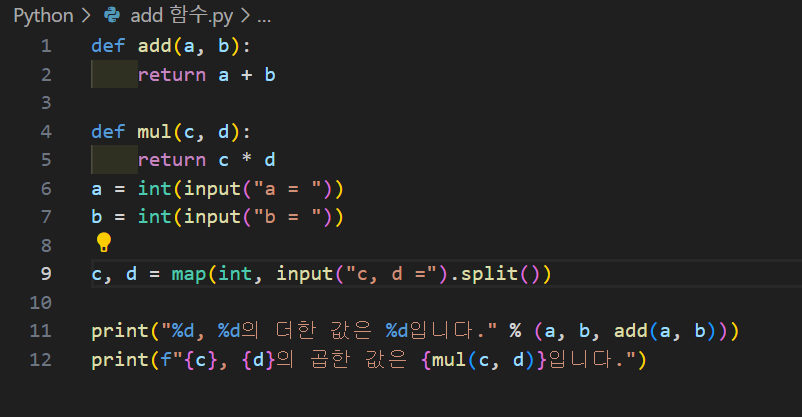 Python > add 함수.py > ...
1 def add(a, b):
2     return a + b
3
4 def mul(c, d):
5     return c * d
6 a = int(input("a = "))
7 b = int(input("b = "))
8
9 c, d = map(int, input("c, d =").split())
10
11 print("%d, %d의 더한 값은 %d입니다." % (a, b, add(a, b)))
12 print(f"{c}, {d}의 곱한 값은 {mul(c, d)}입니다.")